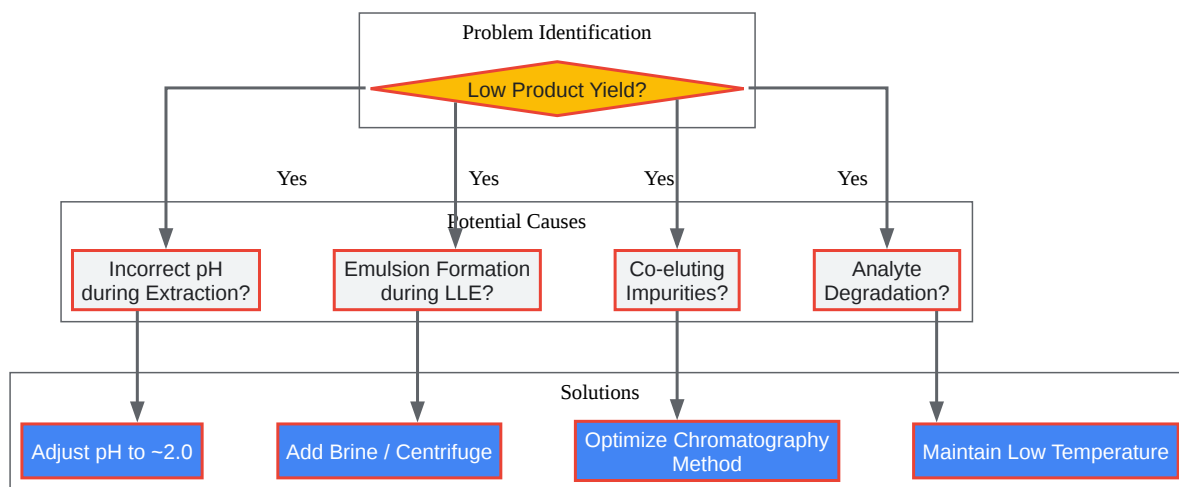 Problem Identification
Low Product Yield?
Yes
Yes
Yes
Yes
Potential Causes
Incorrect pH
during Extraction?
Emulsion Formation
during LLE?
Co-eluting
Impurities?
Analyte
Degradation?
Solutions
Adjust pH to ~2.0
Add Brine / Centrifuge
Optimize Chromatography
Method
Maintain Low Temperature